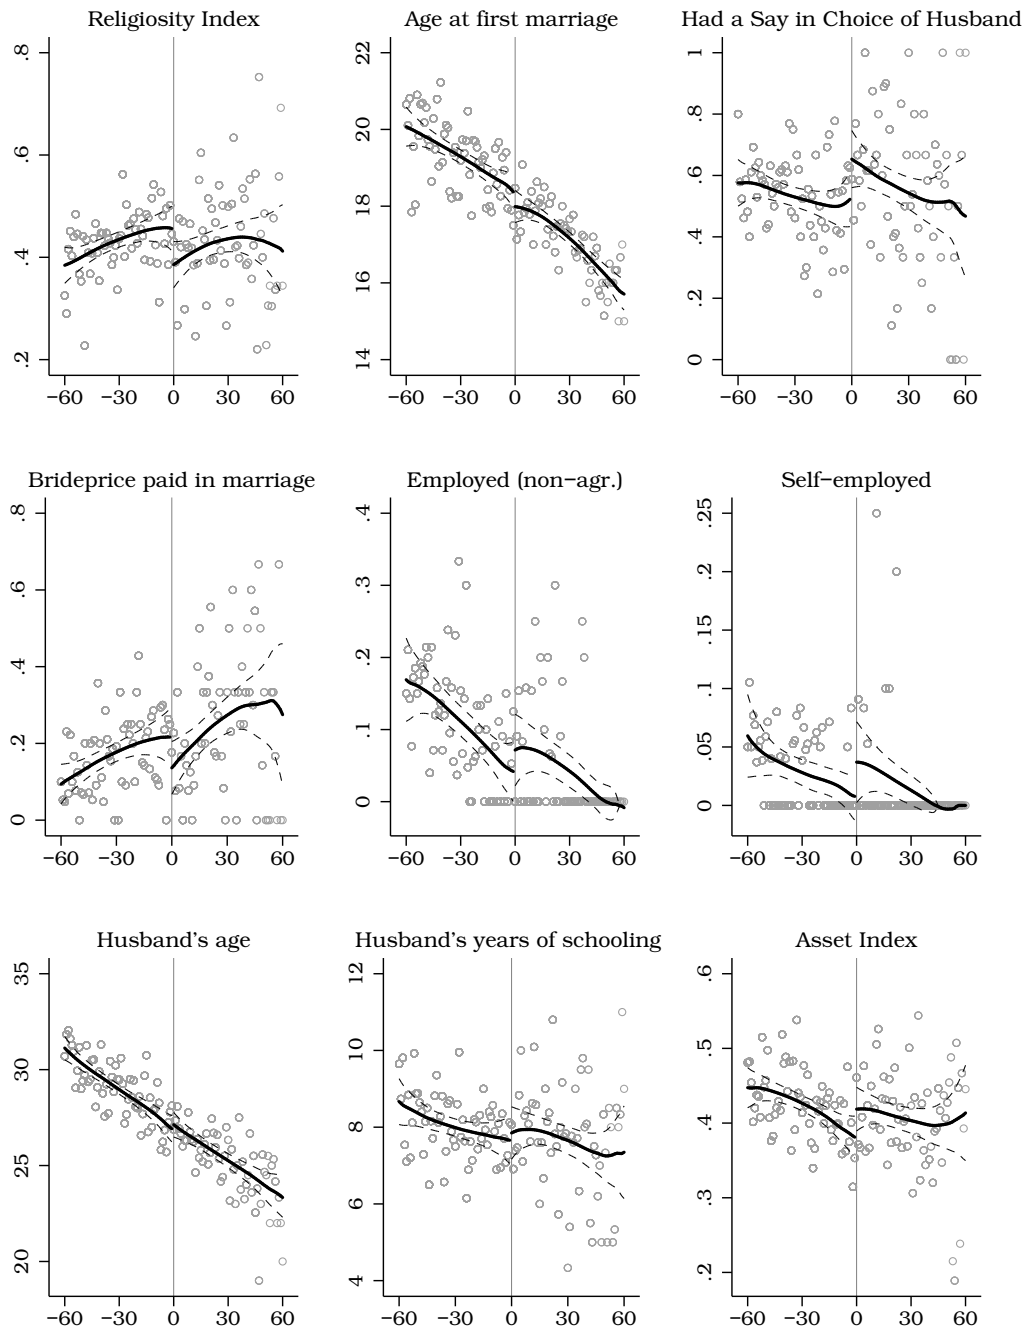 Religiosity Index
Age at first marriage
Had a Say in Choice of Husband
.8
.6
.4
.2
−60 −30 0 30 60
22
20
18
16
14
−60 −30 0 30 60
1
.8
.6
.4
.2
0
−60 −30 0 30 60
Brideprice paid in marriage
Employed (non−agr.)
Self−employed
.8
.6
.4
.2
0
−60 −30 0 30 60
.4
.3
.2
.1
0
−60 −30 0 30 60
.25
.2
.15
.1
.05
0
−60 −30 0 30 60
Husband's age
Husband's years of schooling
Asset Index
35
30
25
20
−60 −30 0 30 60
12
10
8
6
4
−60 −30 0 30 60
.6
.5
.4
.3
.2
−60 −30 0 30 60